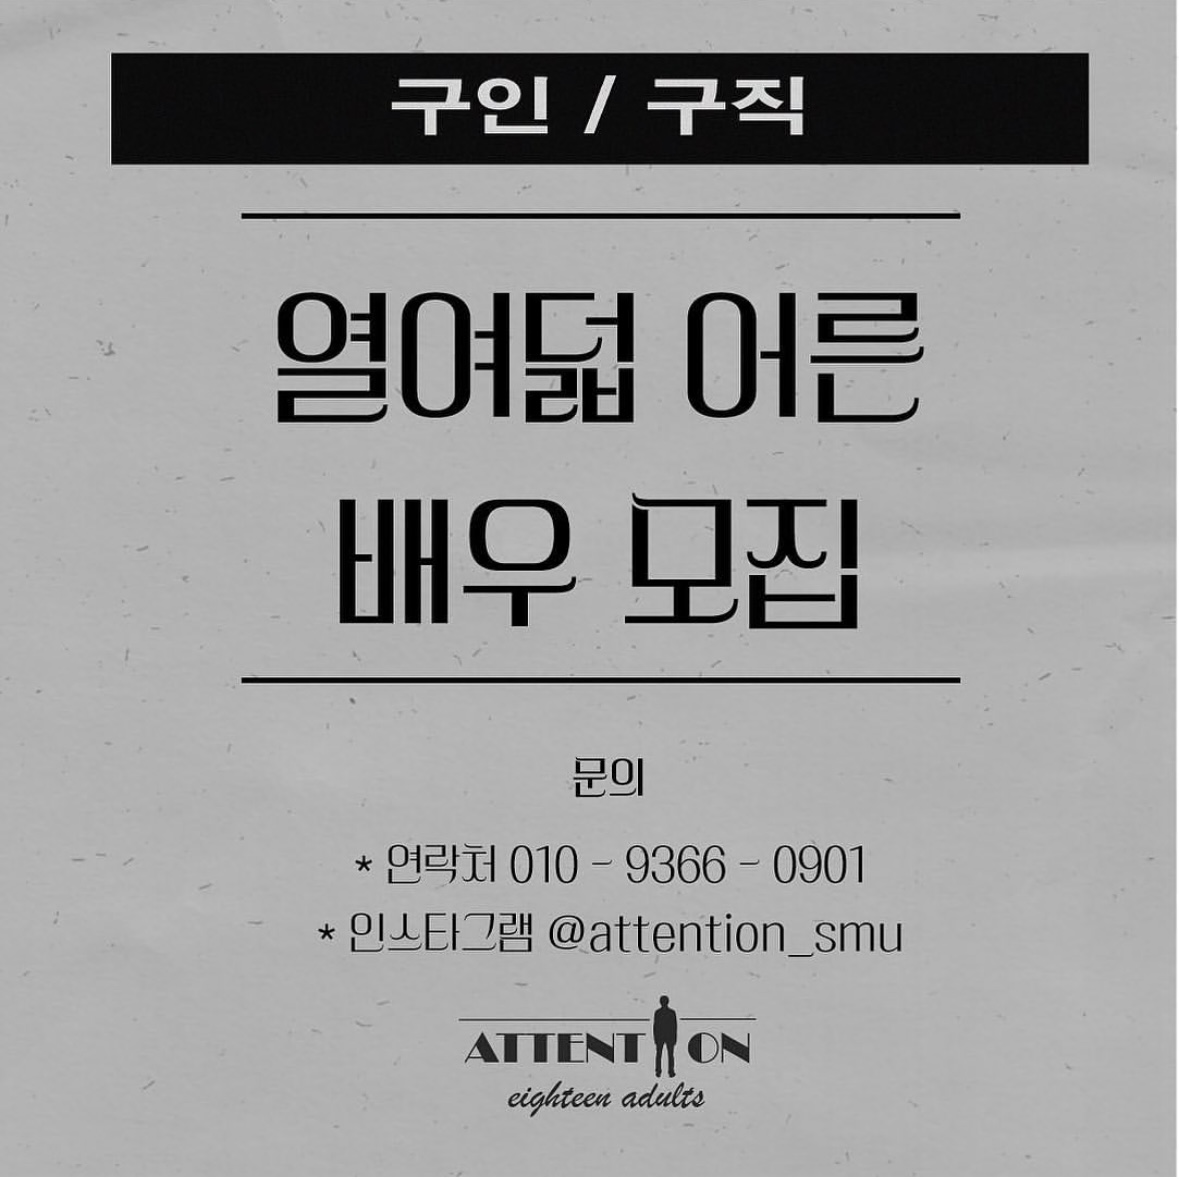 구인 / 구직
열여덟 어른
배우 모집
문의
* 연락처 010 - 9366 - 0901
* 인스타그램 @attention_smu
ATTENTION
eighteen adults